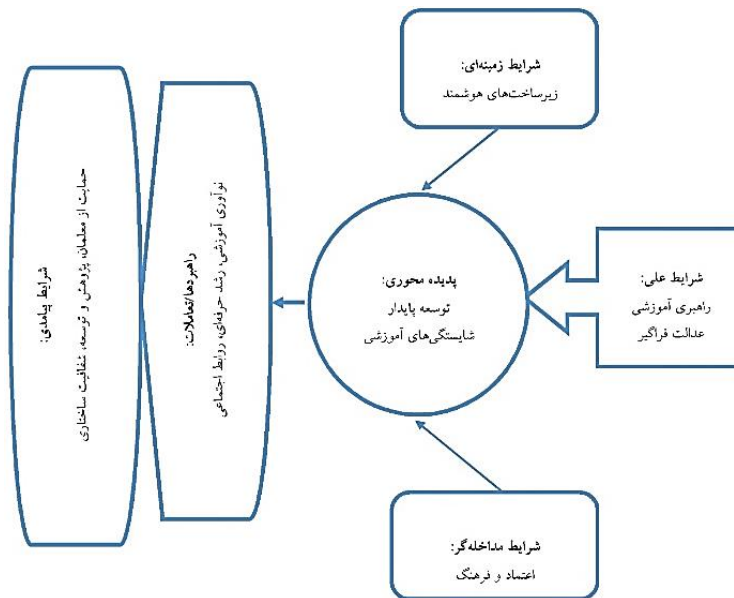 شرایط زمینه‌ای:
زیرساخت‌های هوشمند
شرایط علی:
راهبری آموزشی
عدالت فراگیر
پدیده محوری:
توسعه پایدار
شایستگی‌های آموزشی
شرایط مداخله‌گر:
اعتماد و فرهنگ
راهبردها/تعاملات:
نوآوری آموزشی، رشد حرفه‌ای، روابط اجتماعی
شرایط پیامدی:
حمایت از معلمان، پژوهش و توسعه، شفافیت ساختاری